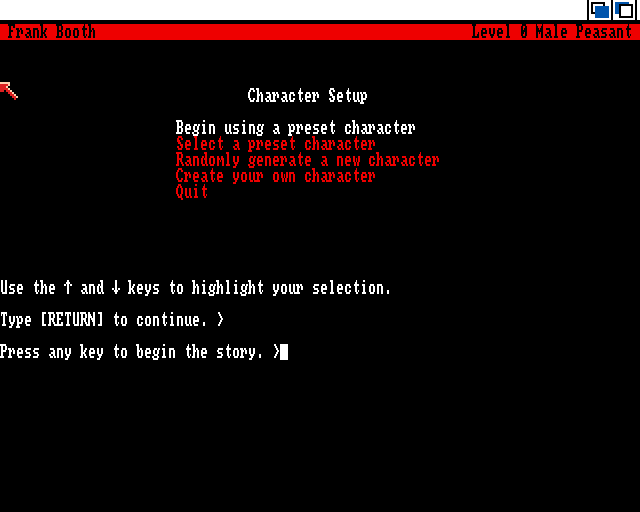 Frank Booth Level 0 Male Peasant
Character Setup
Begin using a preset character
Select a preset character
Randomly generate a new character
Create your own character
Quit
Use the ↑ and ↓ keys to highlight your selection.
Type [RETURN] to continue. >
Press any key to begin the story. >